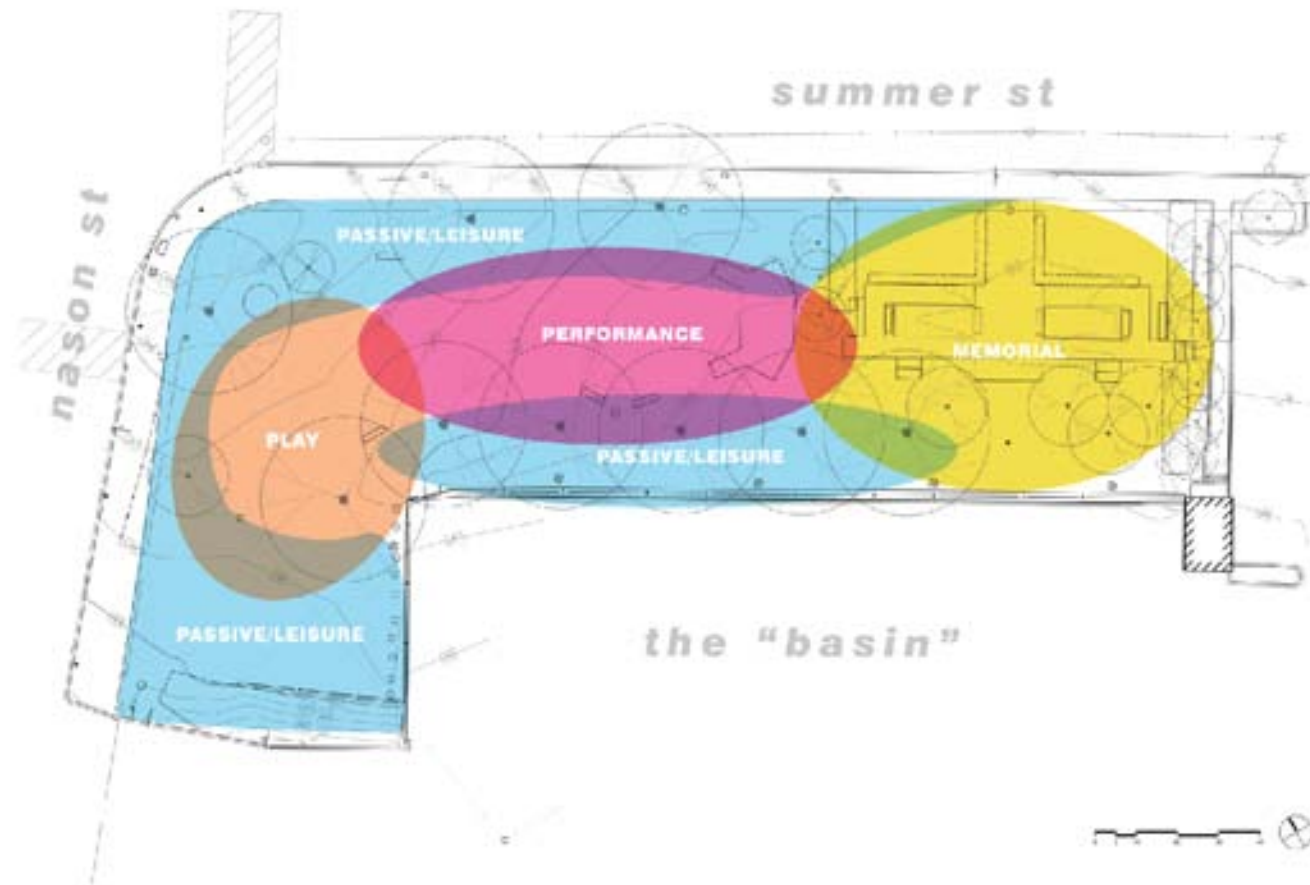 summer st
nason st
PASSIVE/LEISURE
PERFORMANCE
MEMORIAL
PLAY
PASSIVE/LEISURE
PASSIVE/LEISURE
the "basin"